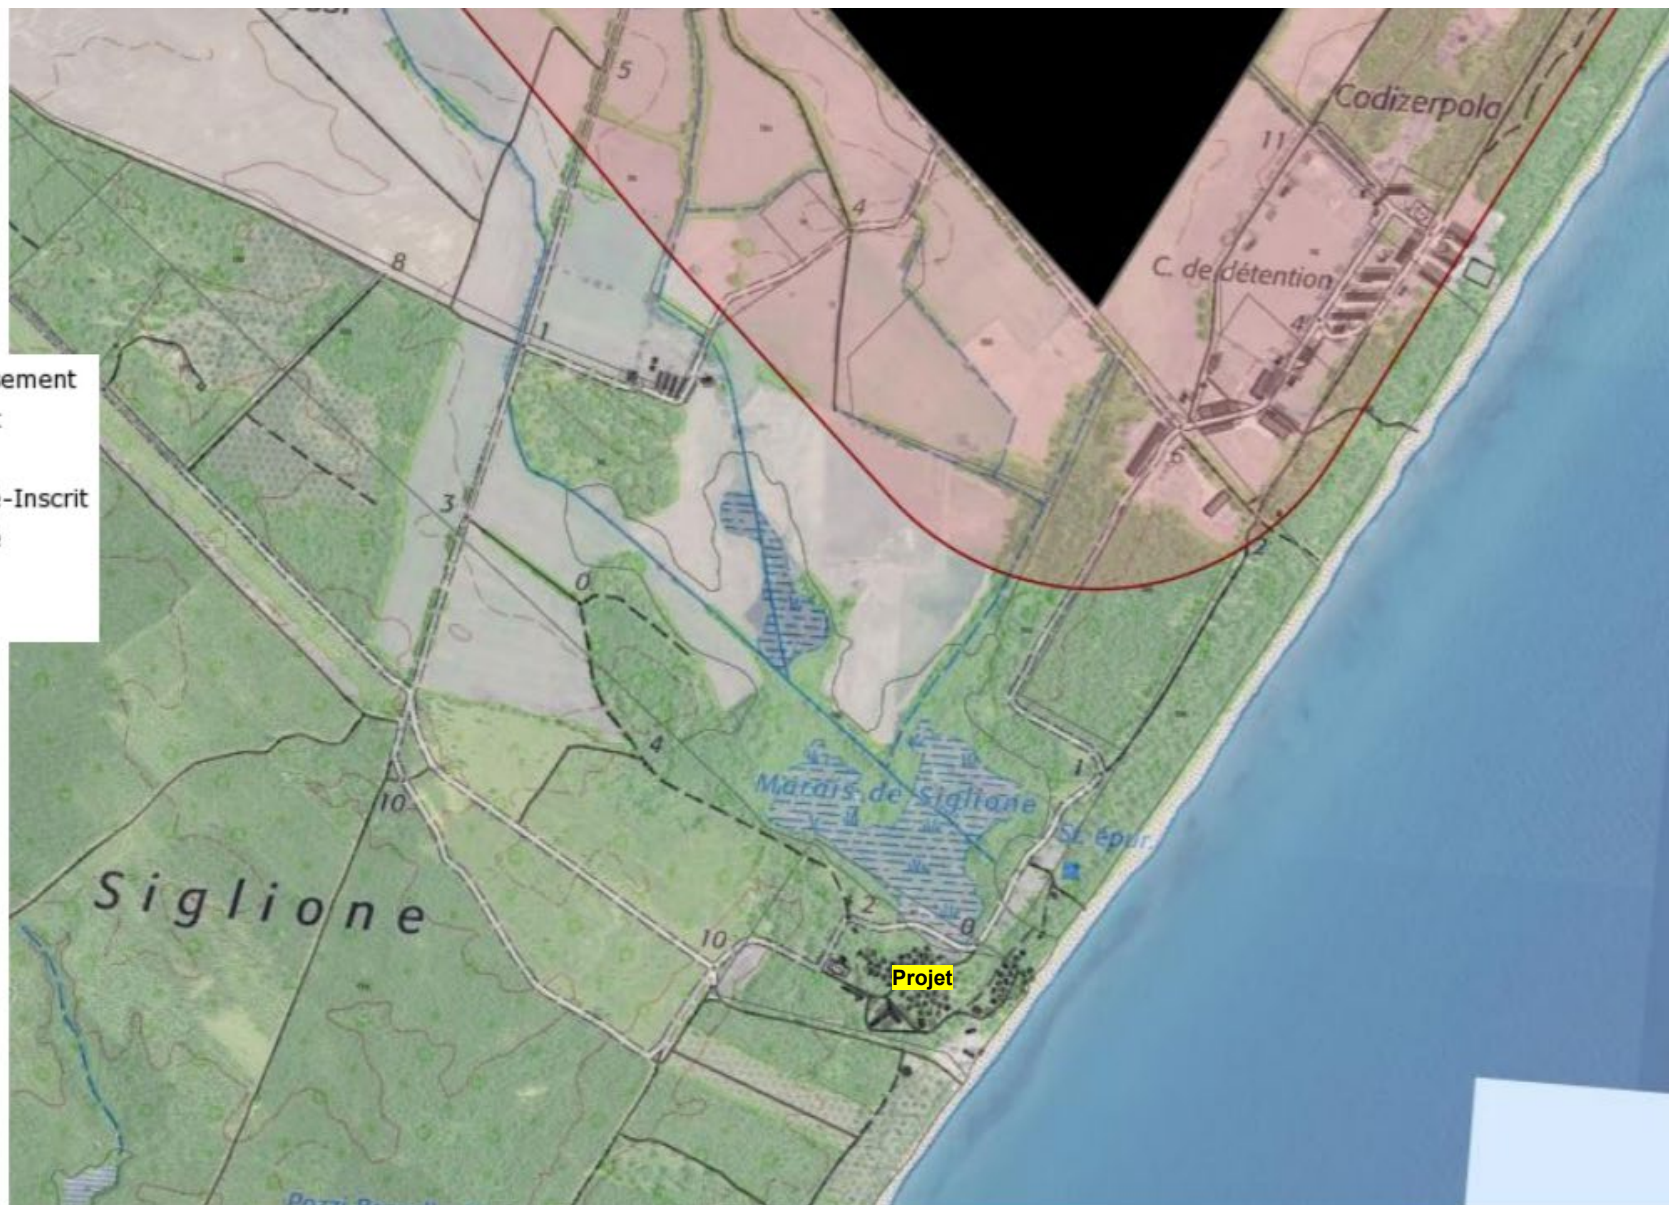 5
Codizerpola
11
4
8
C. de détention
1
4
ement
-Inscrit
6
3
2
0
4
1
Marais de Siglione
St. épur.
10
Siglione
2
0
10
Projet